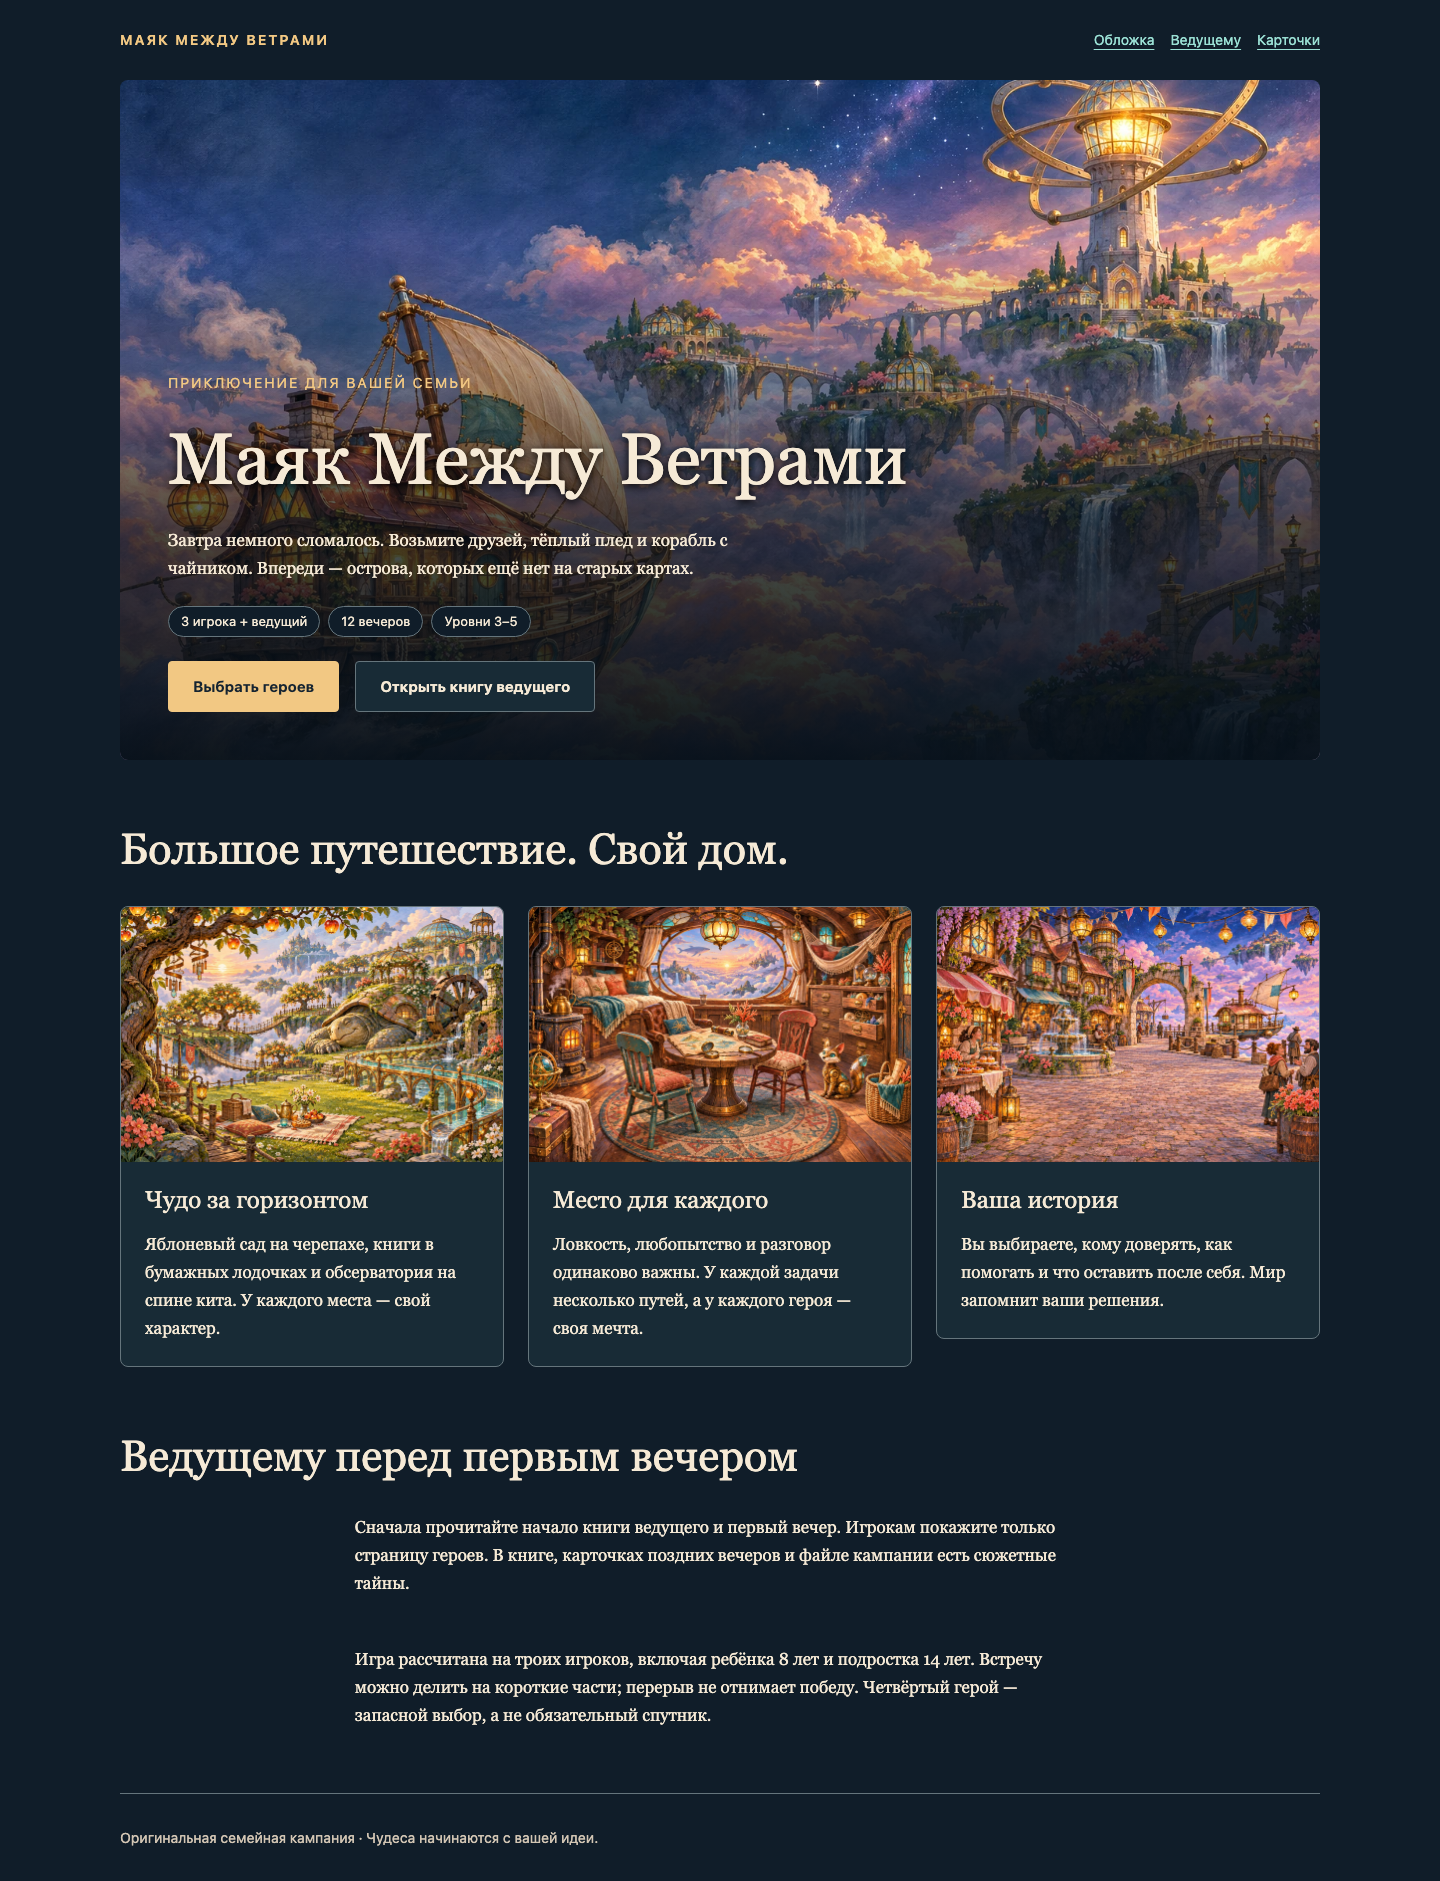 МАЯК МЕЖДУ ВЕТРАМИ
Обложка Ведущему Карточки
ПРИКЛЮЧЕНИЕ ДЛЯ ВАШЕЙ СЕМЬИ
Маяк Между Ветрами
Завтра немного сломалось. Возьмите друзей, тёплый плед и корабль с
чайником. Впереди — острова, которых ещё нет на старых картах.
3 игрока + ведущий 12 вечеров Уровни 3–5
Выбрать героев Открыть книгу ведущего
Большое путешествие. Свой дом.
Чудо за горизонтом
Яблоневый сад на черепахе, книги в
бумажных лодочках и обсерватория на
спине кита. У каждого места — свой
характер.
Место для каждого
Ловкость, любопытство и разговор
одинаково важны. У каждой задачи
несколько путей, а у каждого героя —
своя мечта.
Ваша история
Вы выбираете, кому доверять, как
помогать и что оставить после себя. Мир
запомнит ваши решения.
Ведущему перед первым вечером
Сначала прочитайте начало книги ведущего и первый вечер. Игрокам покажите только
страницу героев. В книге, карточках поздних вечеров и файле кампании есть сюжетные
тайны.
Игра рассчитана на троих игроков, включая ребёнка 8 лет и подростка 14 лет. Встречу
можно делить на короткие части; перерыв не отнимает победу. Четвёртый герой —
запасной выбор, а не обязательный спутник.
Оригинальная семейная кампания · Чудеса начинаются с вашей идеи.